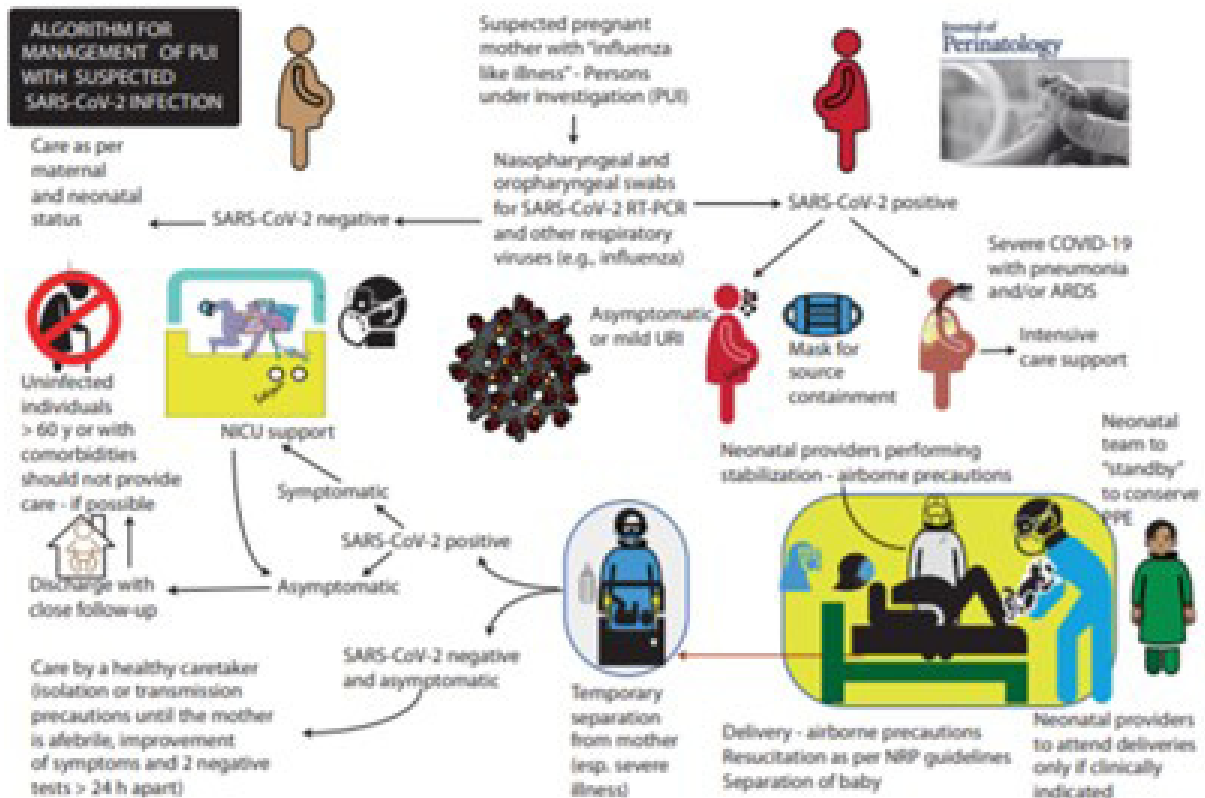 ALGORITHM FOR
MANAGEMENT OF PUI
WITH SUSPECTED
SARS-CoV-2 INFECTION
Suspected pregnant
mother with "influenza
like illness" - Persons
under investigation (PUI)
Journal of
Perinatology
Care as per
maternal
and neonatal
status
SARS-CoV-2 negative
Nasopharyngeal and
oropharyngeal swabs
for SARS-CoV-2 RT-PCR
and other respiratory
viruses (e.g., influenza)
SARS-CoV-2 positive
Severe COVID-19
with pneumonia
and/or ARDS
Asymptomatic
or mild URI
Mask for
source
containment
Intensive
care support
Uninfected
individuals
> 60 y or with
comorbidities
should not provide
care - if possible
NICU support
Symptomatic
SARS-CoV-2 positive
Asymptomatic
Discharge with
close follow-up
Neonatal providers performing
stabilization - airborne precautions
Neonatal
team to
"standby"
to conserve
PPE
SARS-CoV-2 negative
and asymptomatic
Care by a healthy caretaker
(isolation or transmission
precautions until the mother
is afebrile, improvement
of symptoms and 2 negative
tests > 24 h apart)
Temporary
separation
from mother
(esp. severe
illness)
Delivery - airborne precautions
Resucitation as per NRP guidelines
Separation of baby
Neonatal providers
to attend deliveries
only if clinically
indicated